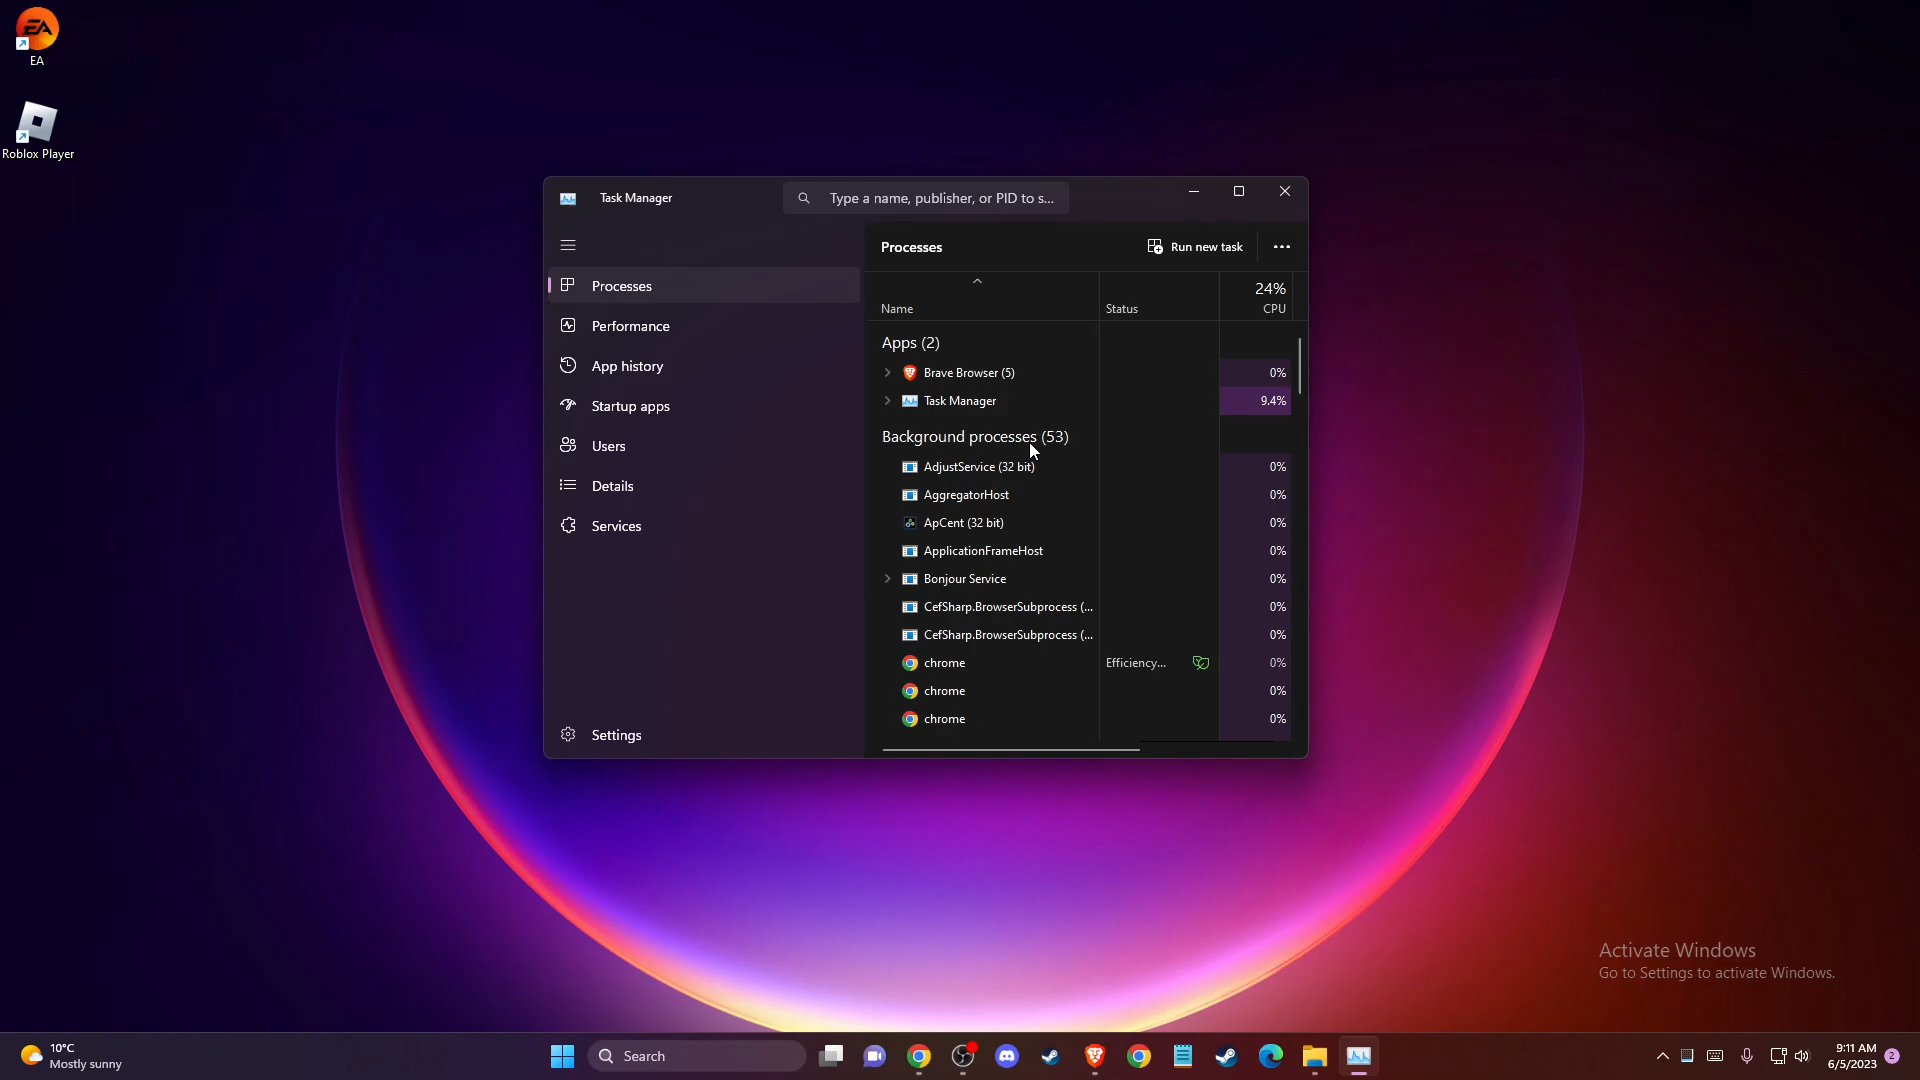 EA
Roblox Player
Task Manager
Type a name, publisher, or PID to s...
Processes
Performance
App history
Startup apps
Users
Details
Services
Settings
Processes
Run new task
Name
Status
24%
CPU
Apps (2)
Brave Browser (5)
0%
Task Manager
9.4%
Background processes (53)
AdjustService (32 bit)
0%
AggregatorHost
0%
ApCent (32 bit)
0%
ApplicationFrameHost
0%
Bonjour Service
0%
CefSharp.BrowserSubprocess (...
0%
CefSharp.BrowserSubprocess (...
0%
chrome
Efficiency...
0%
chrome
0%
chrome
0%
Activate Windows
Go to Settings to activate Windows.
10°C
Mostly sunny
Search
9:11 AM
6/5/2023
2